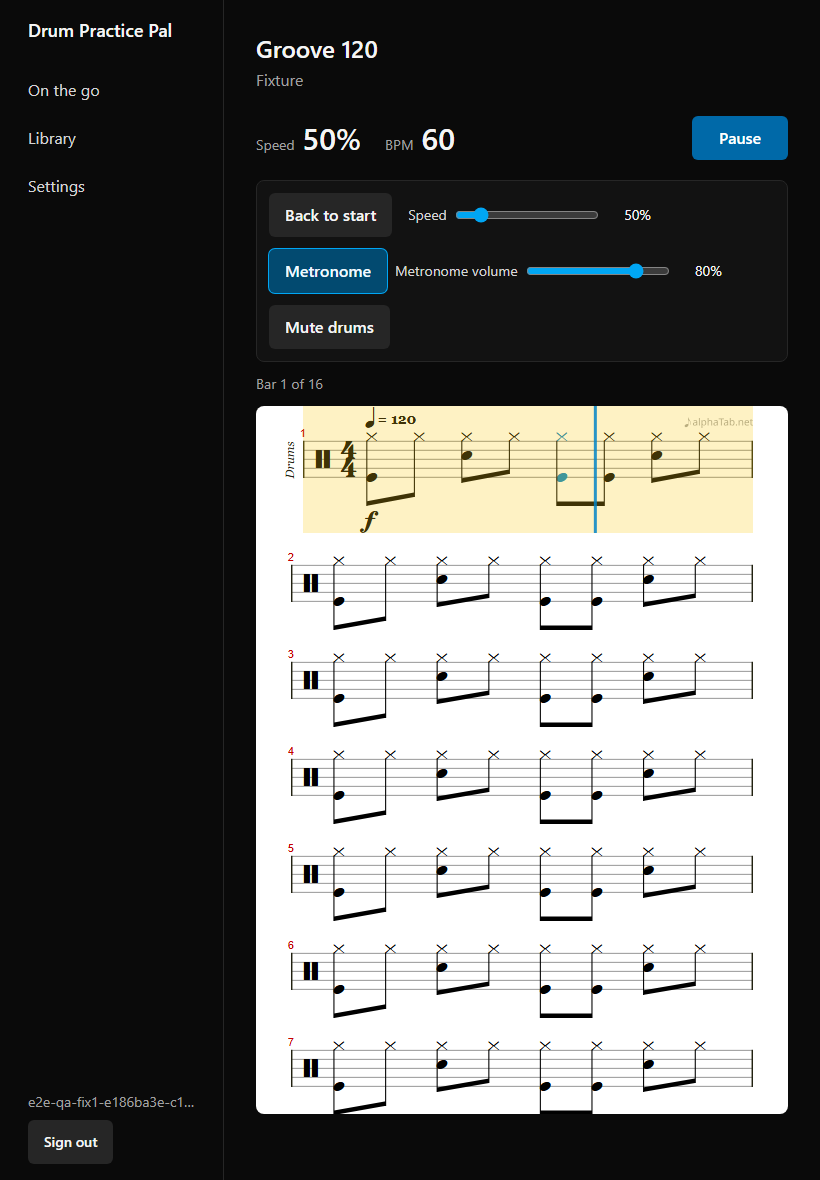 Drum Practice Pal
On the go
Library
Settings
e2e-qa-fix1-e186ba3e-c1...
Sign out
Groove 120
Fixture
Speed 50% BPM 60
Pause
Back to start Speed 50%
Metronome Metronome volume 80%
Mute drums
Bar 1 of 16
= 120
alphaTab.net
1
Drums
4
4
f
2
3
4
5
6
7